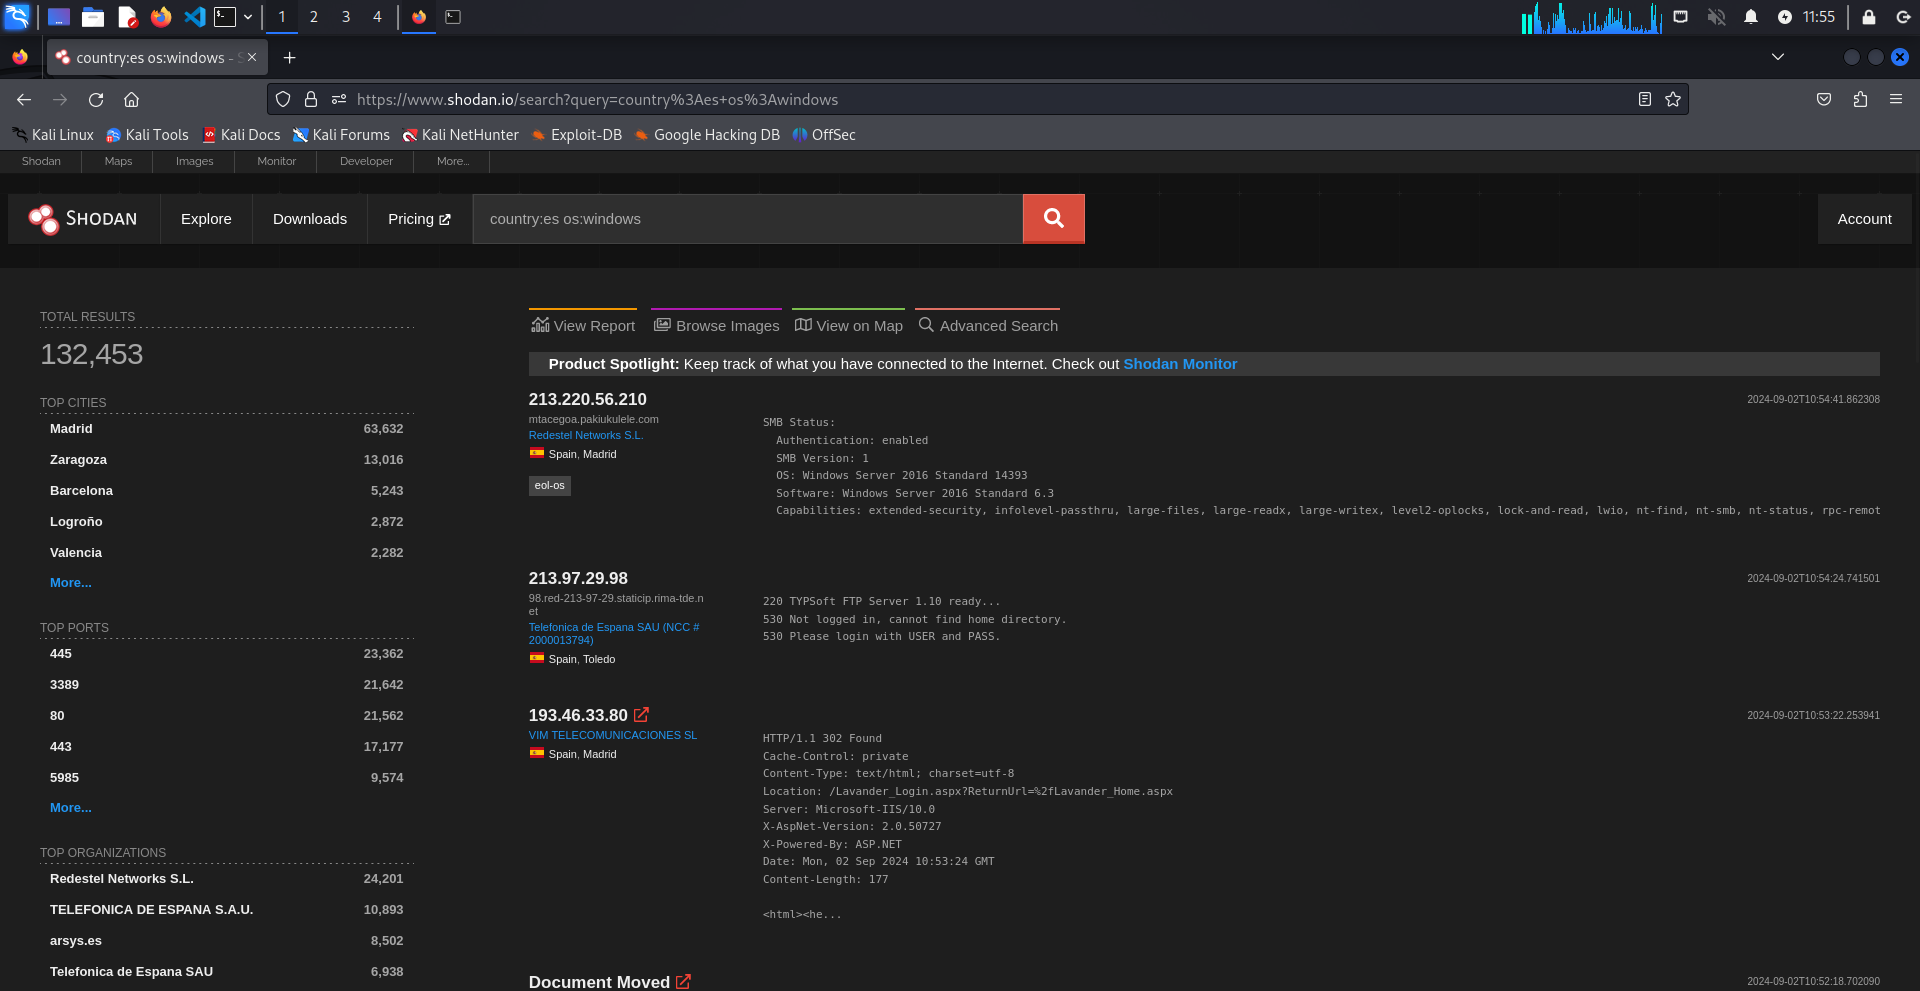 1 2 3 4
11:55
country:es os:windows - S
https://www.shodan.io/search?query=country%3Aes+os%3Awindows
Kali Linux Kali Tools Kali Docs Kali Forums Kali NetHunter Exploit-DB Google Hacking DB OffSec
Shodan Maps Images Monitor Developer More...
SHODAN Explore Downloads Pricing country:es os:windows Account
TOTAL RESULTS
132,453
TOP CITIES
Madrid 63,632
Zaragoza 13,016
Barcelona 5,243
Logroño 2,872
Valencia 2,282
More...
TOP PORTS
445 23,362
3389 21,642
80 21,562
443 17,177
5985 9,574
More...
TOP ORGANIZATIONS
Redestel Networks S.L. 24,201
TELEFONICA DE ESPANA S.A.U. 10,893
arsys.es 8,502
Telefonica de Espana SAU 6,938
View Report Browse Images View on Map Advanced Search
Product Spotlight: Keep track of what you have connected to the Internet. Check out Shodan Monitor
213.220.56.210
2024-09-02T10:54:41.862308
mtacegoa.pakiukulele.com
Redestel Networks S.L.
Spain, Madrid
eol-os
SMB Status:
Authentication: enabled
SMB Version: 1
OS: Windows Server 2016 Standard 14393
Software: Windows Server 2016 Standard 6.3
Capabilities: extended-security, infolevel-passthru, large-files, large-readx, large-writex, level2-oplocks, lock-and-read, lwio, nt-find, nt-smb, nt-status, rpc-remot
213.97.29.98
2024-09-02T10:54:24.741501
98.red-213-97-29.staticip.rima-tde.n
et
Telefonica de Espana SAU (NCC #
2000013794)
Spain, Toledo
220 TYPSoft FTP Server 1.10 ready...
530 Not logged in, cannot find home directory.
530 Please login with USER and PASS.
193.46.33.80
2024-09-02T10:53:22.253941
VIM TELECOMUNICACIONES SL
Spain, Madrid
HTTP/1.1 302 Found
Cache-Control: private
Content-Type: text/html; charset=utf-8
Location: /Lavander_Login.aspx?ReturnUrl=%2fLavander_Home.aspx
Server: Microsoft-IIS/10.0
X-AspNet-Version: 2.0.50727
X-Powered-By: ASP.NET
Date: Mon, 02 Sep 2024 10:53:24 GMT
Content-Length: 177
<html><he...
Document Moved
2024-09-02T10:52:18.702090